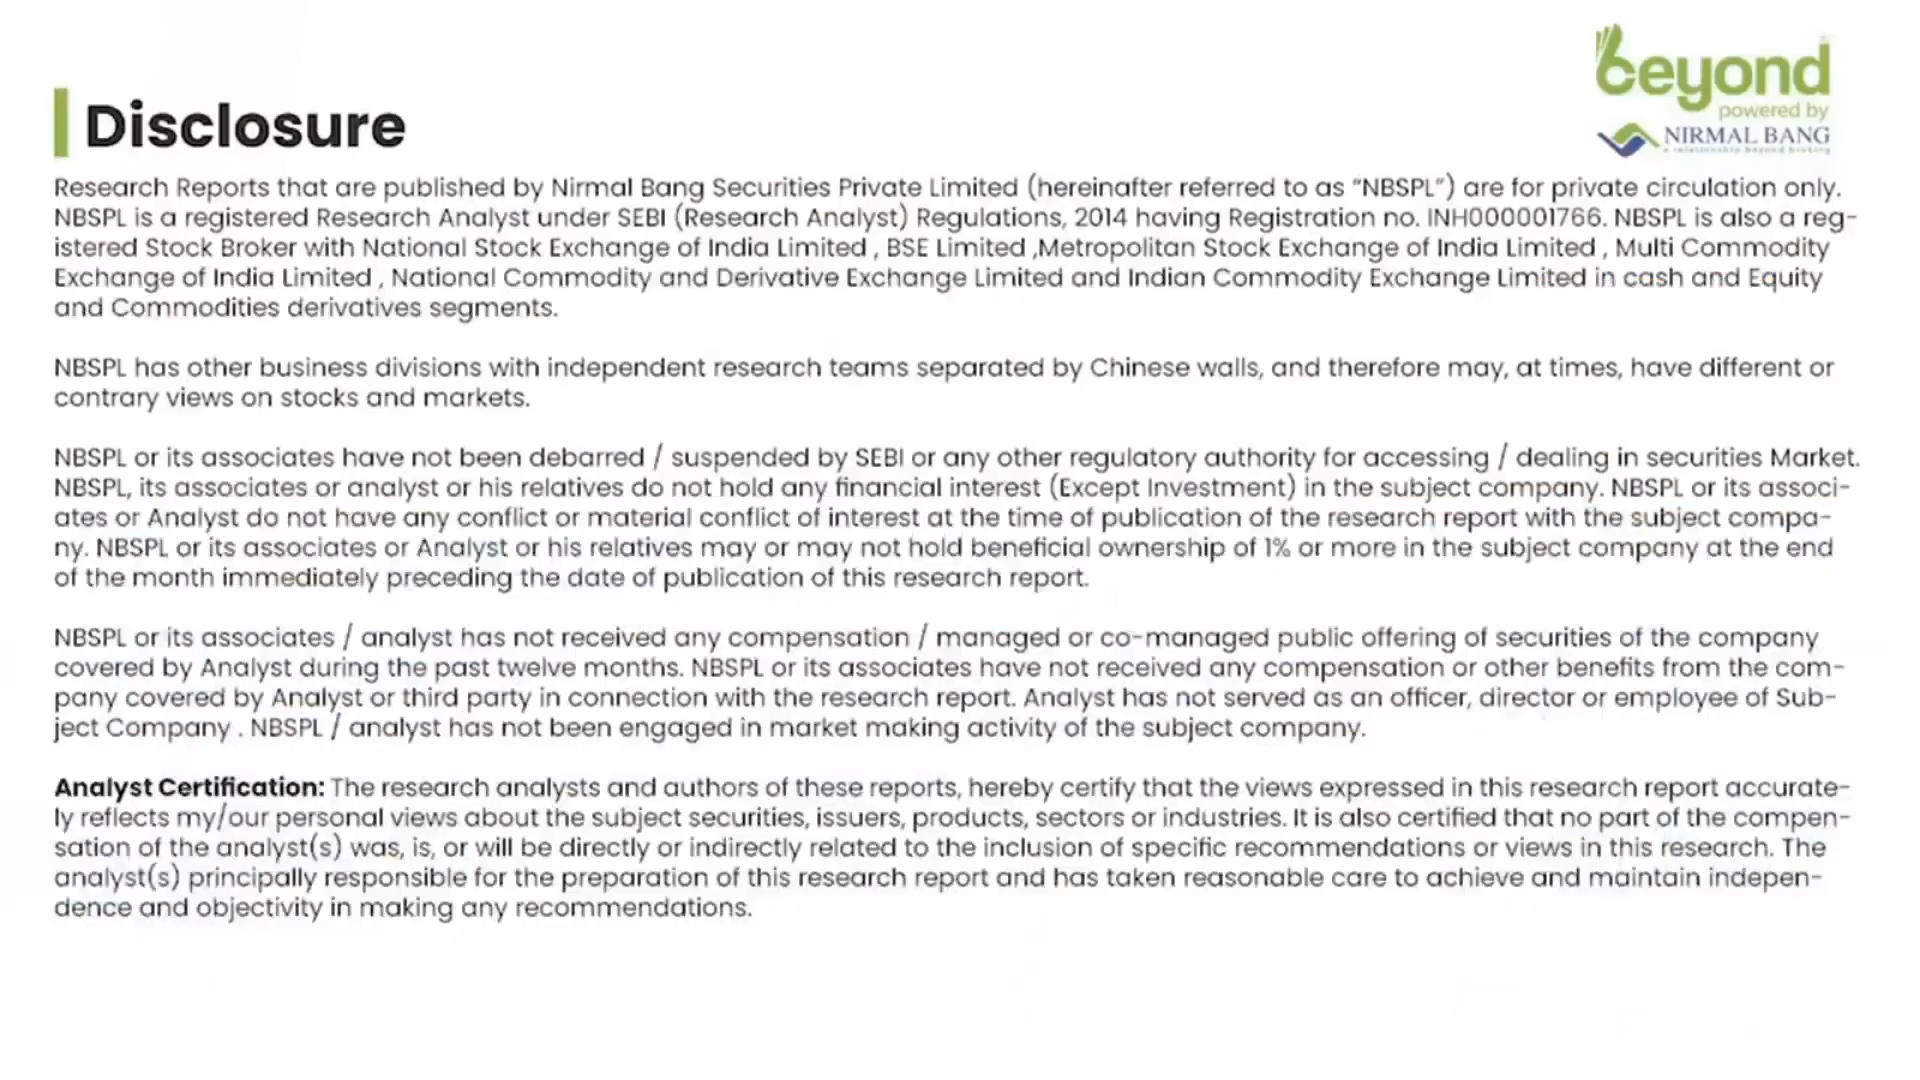 beyond
powered by
NIRMAL BANG
a relationship beyond broking
Disclosure
Research Reports that are published by Nirmal Bang Securities Private Limited (hereinafter referred to as “NBSPL”) are for private circulation only.
NBSPL is a registered Research Analyst under SEBI (Research Analyst) Regulations, 2014 having Registration no. INH000001766. NBSPL is also a reg-
istered Stock Broker with National Stock Exchange of India Limited , BSE Limited ,Metropolitan Stock Exchange of India Limited , Multi Commodity
Exchange of India Limited , National Commodity and Derivative Exchange Limited and Indian Commodity Exchange Limited in cash and Equity
and Commodities derivatives segments.
NBSPL has other business divisions with independent research teams separated by Chinese walls, and therefore may, at times, have different or
contrary views on stocks and markets.
NBSPL or its associates have not been debarred / suspended by SEBI or any other regulatory authority for accessing / dealing in securities Market.
NBSPL, its associates or analyst or his relatives do not hold any financial interest (Except Investment) in the subject company. NBSPL or its associ-
ates or Analyst do not have any conflict or material conflict of interest at the time of publication of the research report with the subject compa-
ny. NBSPL or its associates or Analyst or his relatives may or may not hold beneficial ownership of 1% or more in the subject company at the end
of the month immediately preceding the date of publication of this research report.
NBSPL or its associates / analyst has not received any compensation / managed or co-managed public offering of securities of the company
covered by Analyst during the past twelve months. NBSPL or its associates have not received any compensation or other benefits from the com-
pany covered by Analyst or third party in connection with the research report. Analyst has not served as an officer, director or employee of Sub-
ject Company . NBSPL / analyst has not been engaged in market making activity of the subject company.
Analyst Certification: The research analysts and authors of these reports, hereby certify that the views expressed in this research report accurate-
ly reflects my/our personal views about the subject securities, issuers, products, sectors or industries. It is also certified that no part of the compen-
sation of the analyst(s) was, is, or will be directly or indirectly related to the inclusion of specific recommendations or views in this research. The
analyst(s) principally responsible for the preparation of this research report and has taken reasonable care to achieve and maintain indepen-
dence and objectivity in making any recommendations.